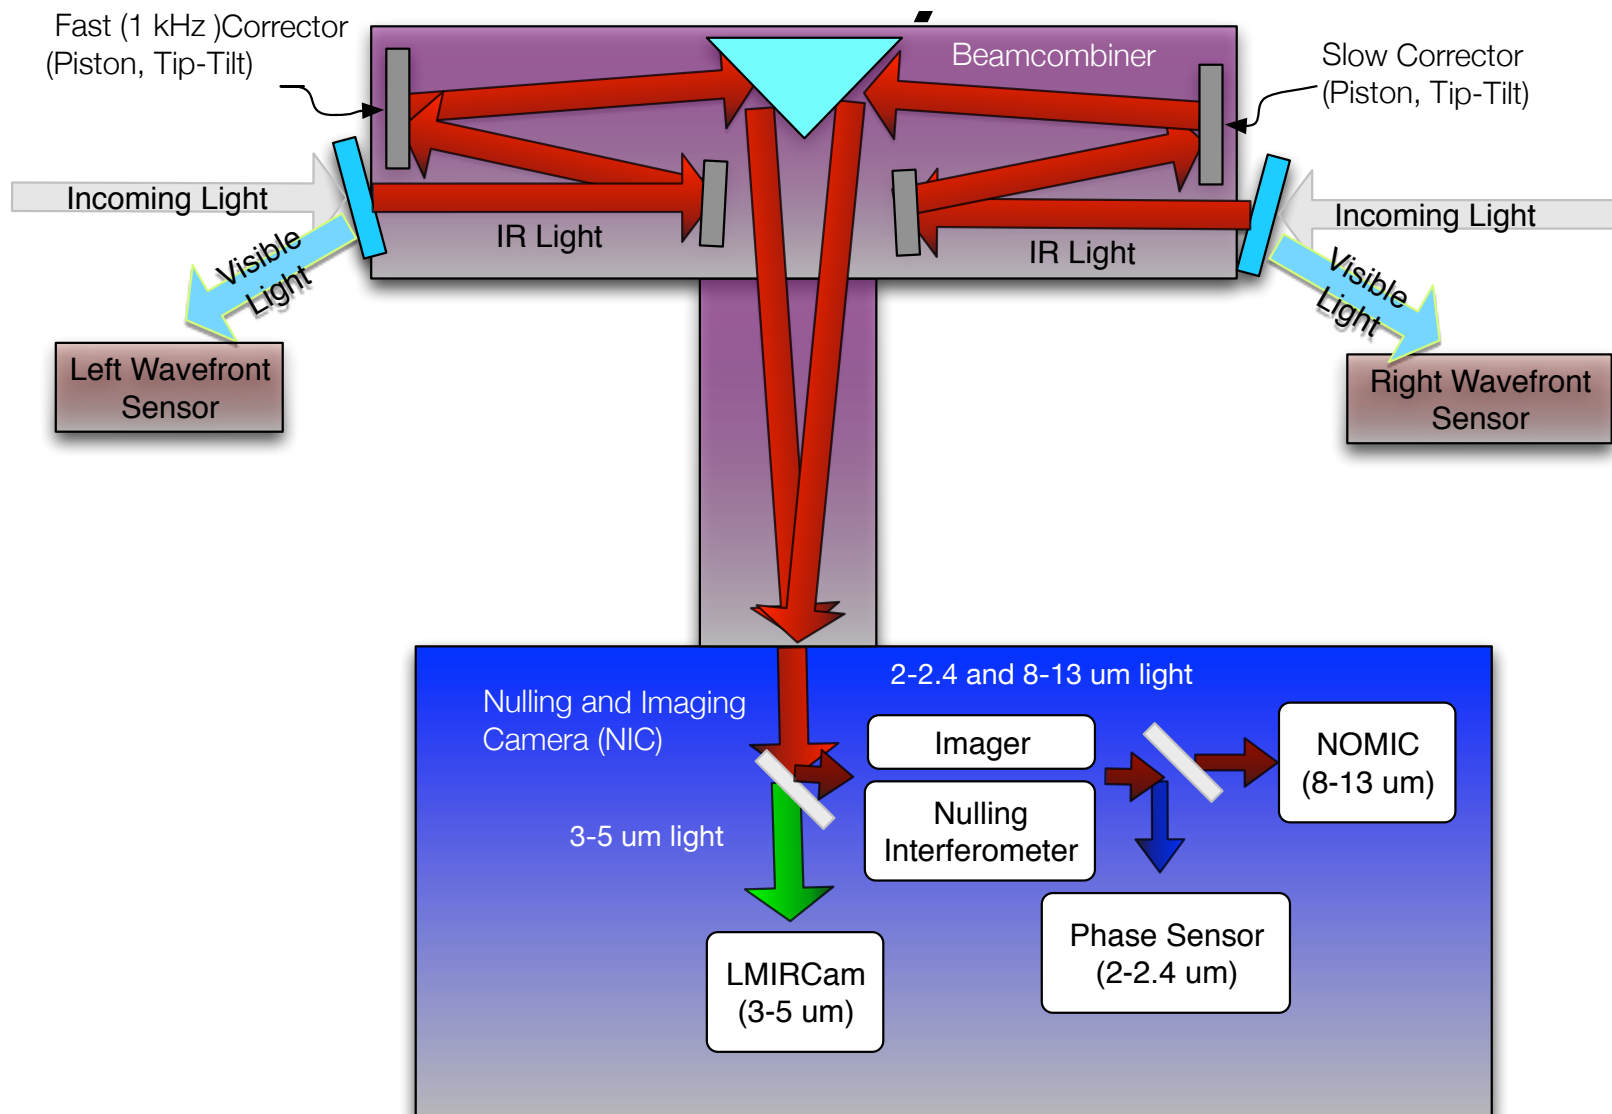 Fast (1 kHz )Corrector
(Piston, Tip-Tilt)
Beamcombiner
Slow Corrector
(Piston, Tip-Tilt)
Incoming Light
IR Light
IR Light
Incoming Light
Visible
Light
Visible
Light
Left Wavefront
Sensor
Right Wavefront
Sensor
2-2.4 and 8-13 um light
Nulling and Imaging
Camera (NIC)
Imager
NOMIC
(8-13 um)
Nulling
Interferometer
3-5 um light
Phase Sensor
(2-2.4 um)
LMIRCam
(3-5 um)